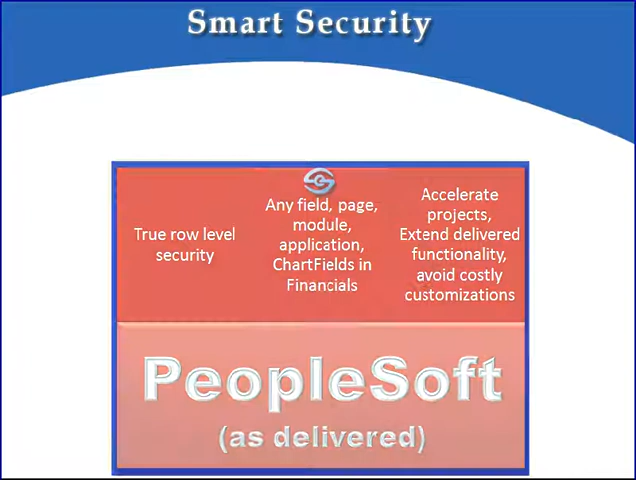 Smart Security
True row level
security
Any field, page,
module,
application,
ChartFields in
Financials
Accelerate
projects,
Extend delivered
functionality,
avoid costly
customizations
PeopleSoft
(as delivered)